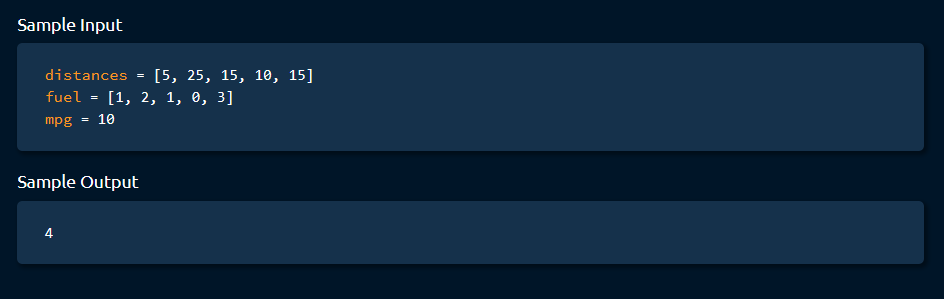 Sample Input
distances = [5, 25, 15, 10, 15]
fuel = [1, 2, 1, 0, 3]
mpg = 10
Sample Output
4